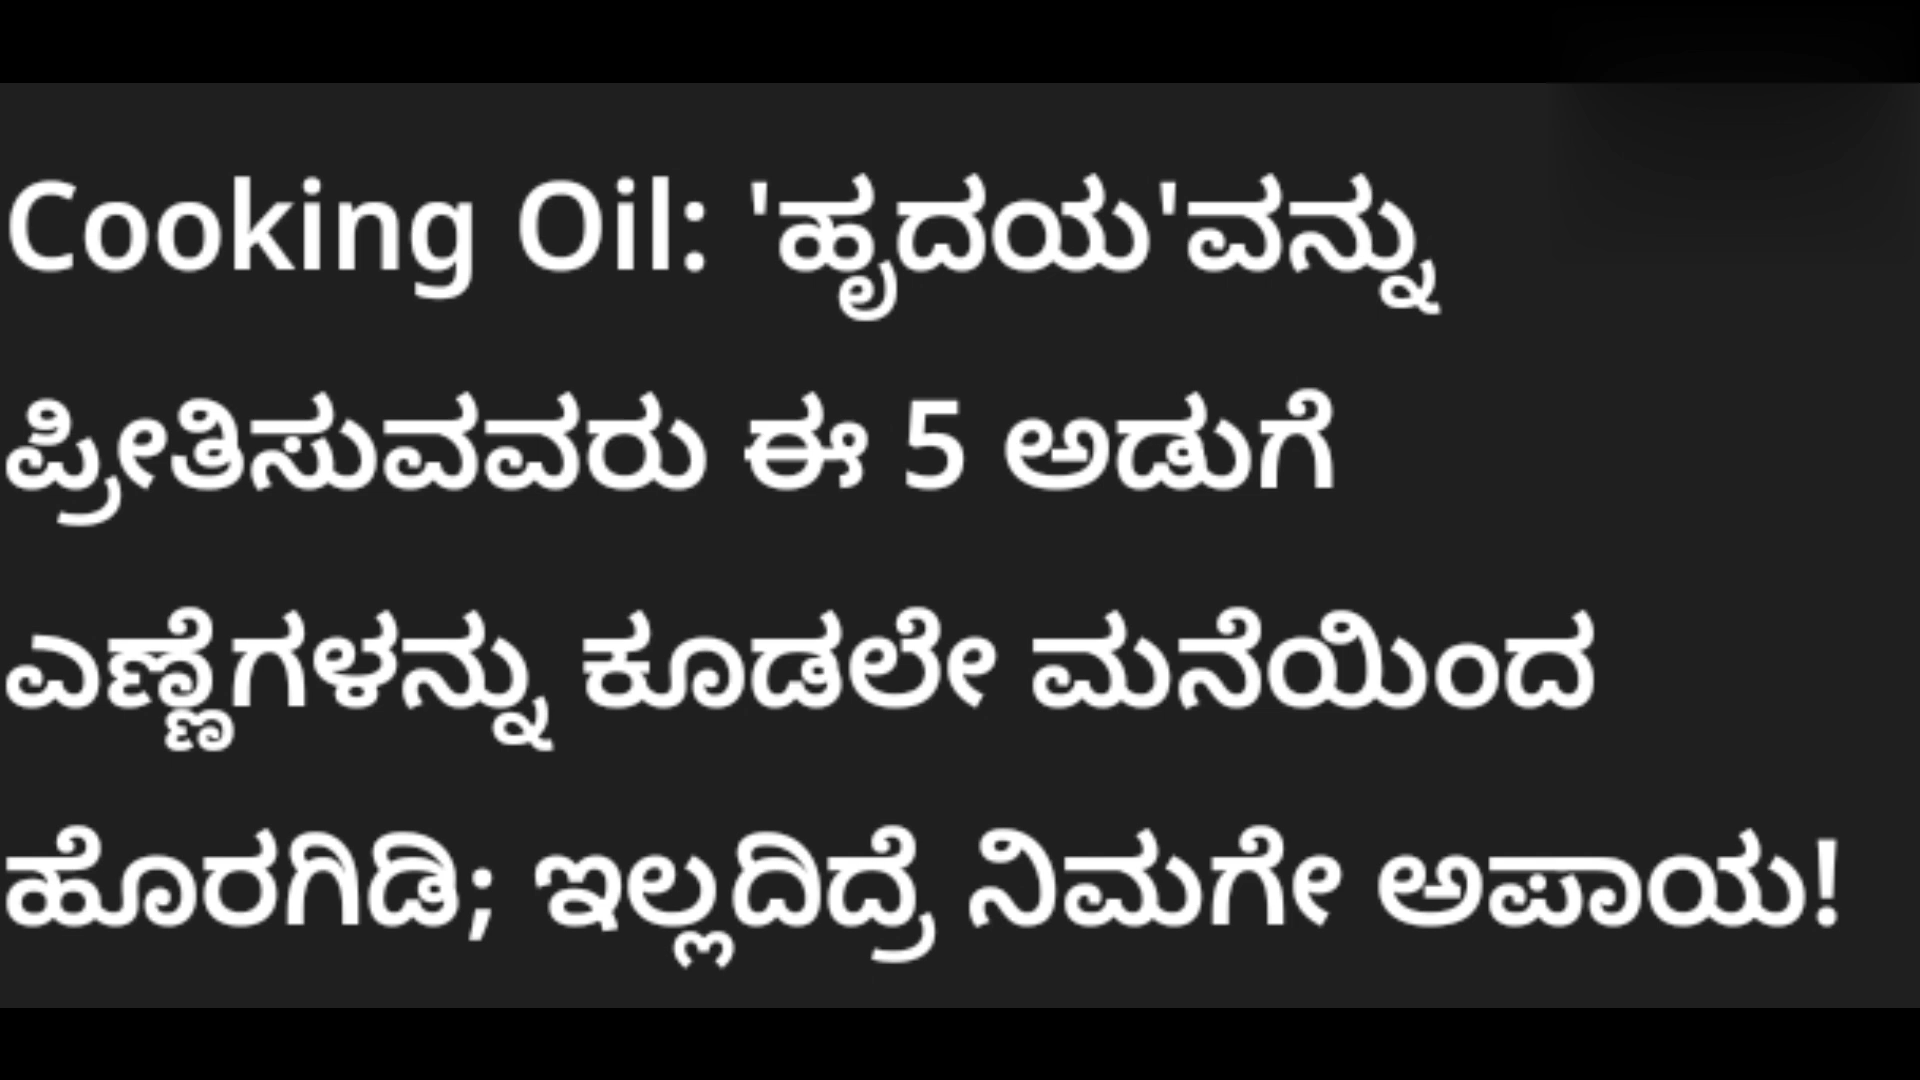 Cooking Oil: 'ಹೃದಯ'ವನ್ನು
ಪ್ರೀತಿಸುವವರು ಈ 5 ಅಡುಗೆ
ಎಣ್ಣೆಗಳನ್ನು ಕೂಡಲೇ ಮನೆಯಿಂದ
ಹೊರಗಿಡಿ; ಇಲ್ಲದಿದ್ರೆ ನಿಮಗೇ ಅಪಾಯ!